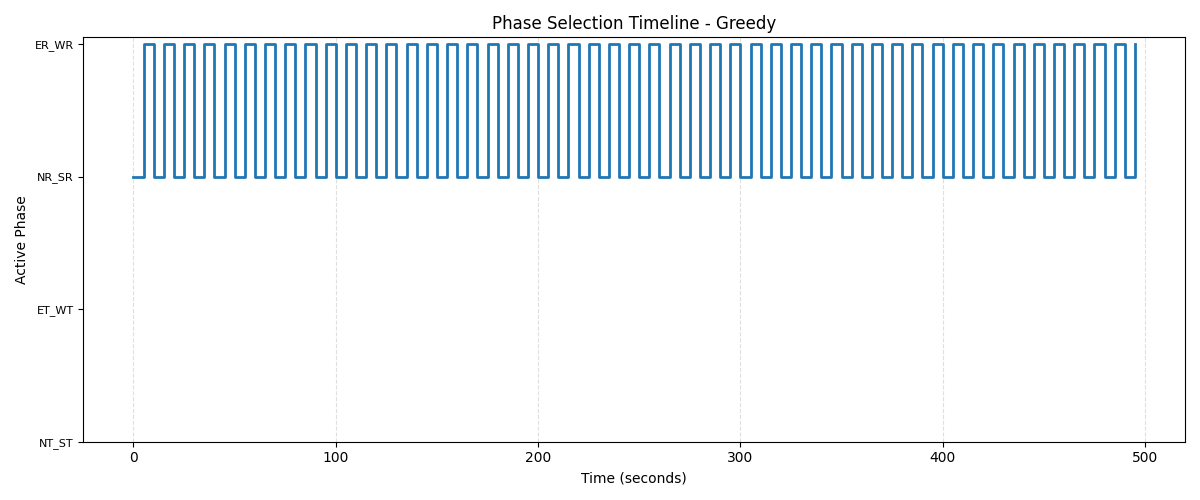 Phase Selection Timeline - Greedy
ER_WR
NR_SR
ET_WT
NT_ST
Active Phase
0 100 200 300 400 500
Time (seconds)